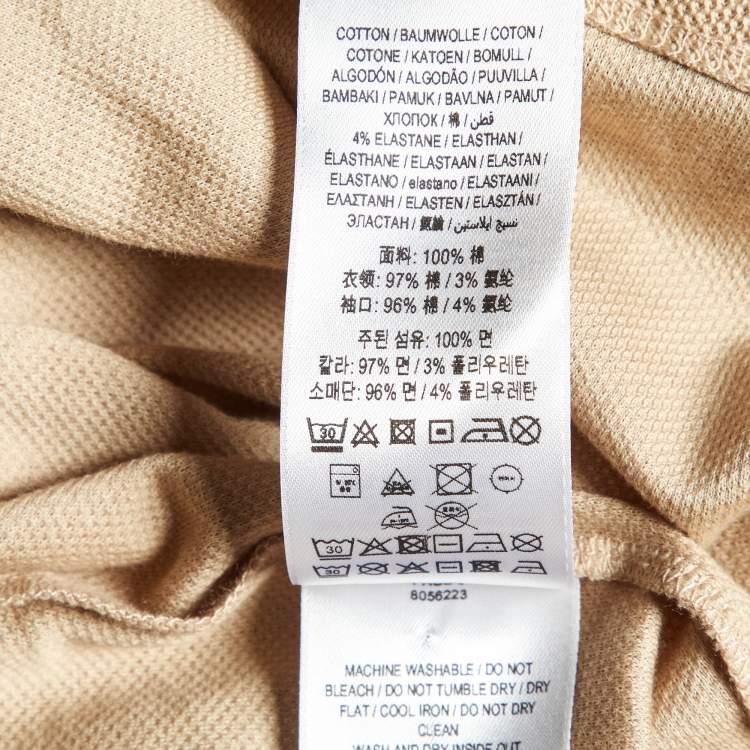 COTTON / BAUMWOLLE / COTON /
COTONE / KATOEN / BOMULL /
ALGODÓN / ALGODÃO / PUUVILLA /
BAMBAKI / PAMUK / BAVLNA / PAMUT /
ХЛОПОК / 棉 / قطن
4% ELASTANE / ELASTHAN /
ÉLASTHANE / ELASTAAN / ELASTAN /
ELASTANO / elastano / ELASTAANI /
ΕΛΑΣΤΑΝΗ / ELASTEN / ELASZTÁN /
ЭЛАСТАН / 氨纶 / نسيج ايلاستين
面料: 100% 棉
衣领: 97% 棉 / 3% 氨纶
袖口: 96% 棉 / 4% 氨纶
주된 섬유: 100% 면
칼라: 97% 면 / 3% 폴리우레탄
소매단: 96% 면 / 4% 폴리우레탄
30
30
8056223
MACHINE WASHABLE / DO NOT
BLEACH / DO NOT TUMBLE DRY / DRY
FLAT / COOL IRON / DO NOT DRY
CLEAN
WASH AND DRY INSIDE OUT